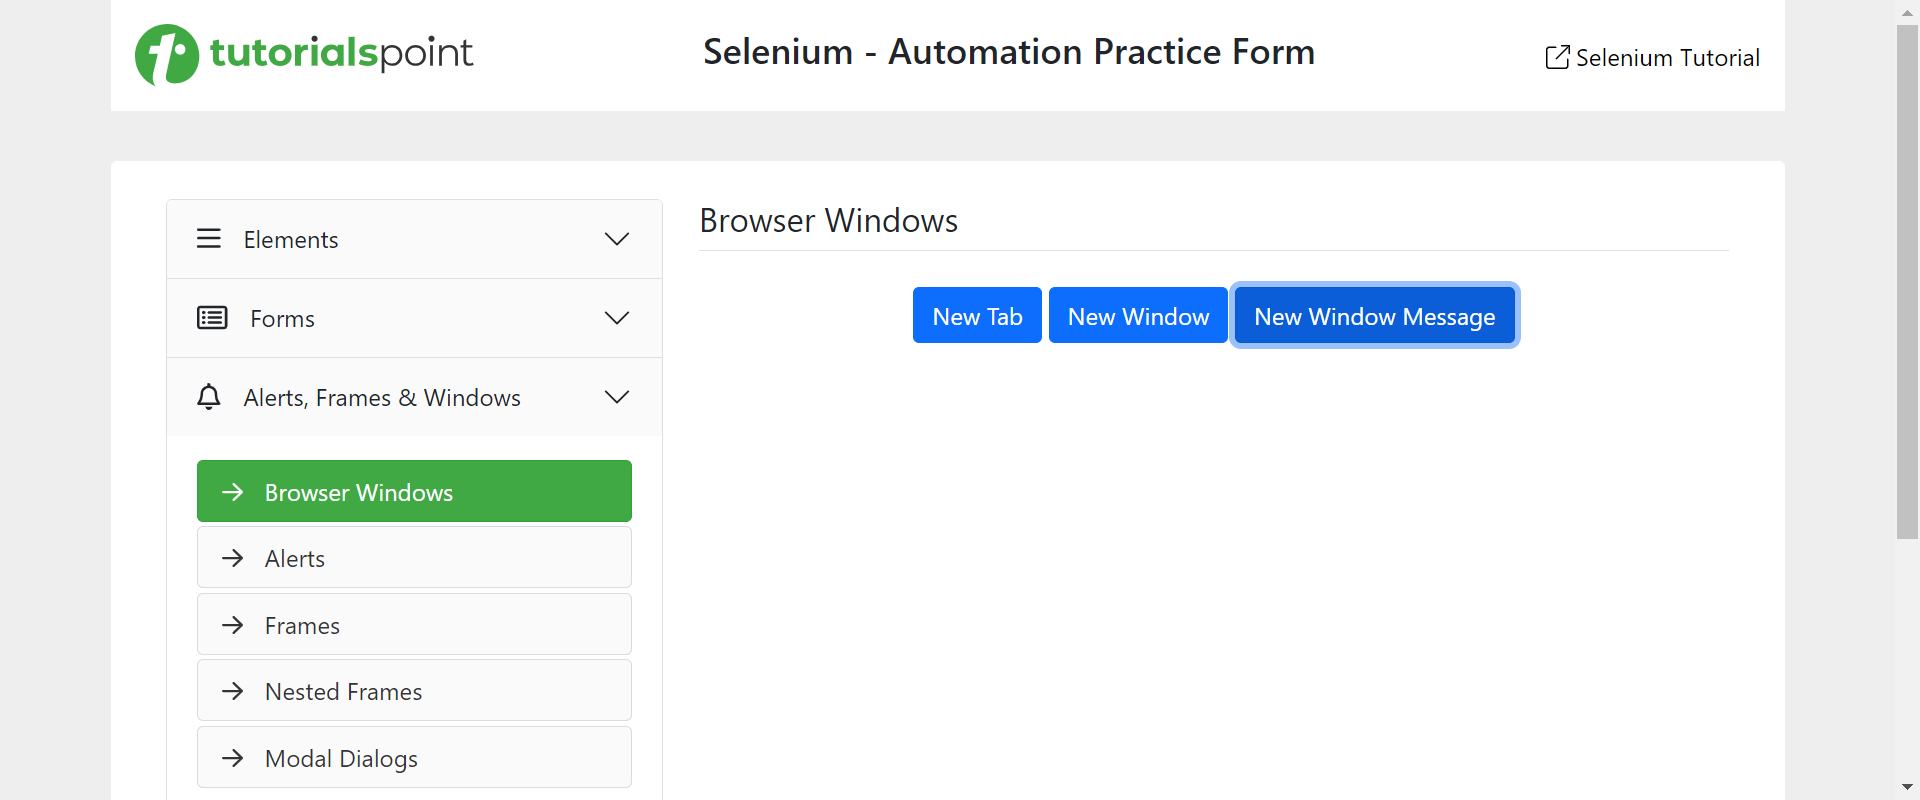 tutorialspoint
Selenium - Automation Practice Form
Selenium Tutorial
Elements
Forms
Alerts, Frames & Windows
Browser Windows
Alerts
Frames
Nested Frames
Modal Dialogs
Browser Windows
New Tab
New Window
New Window Message